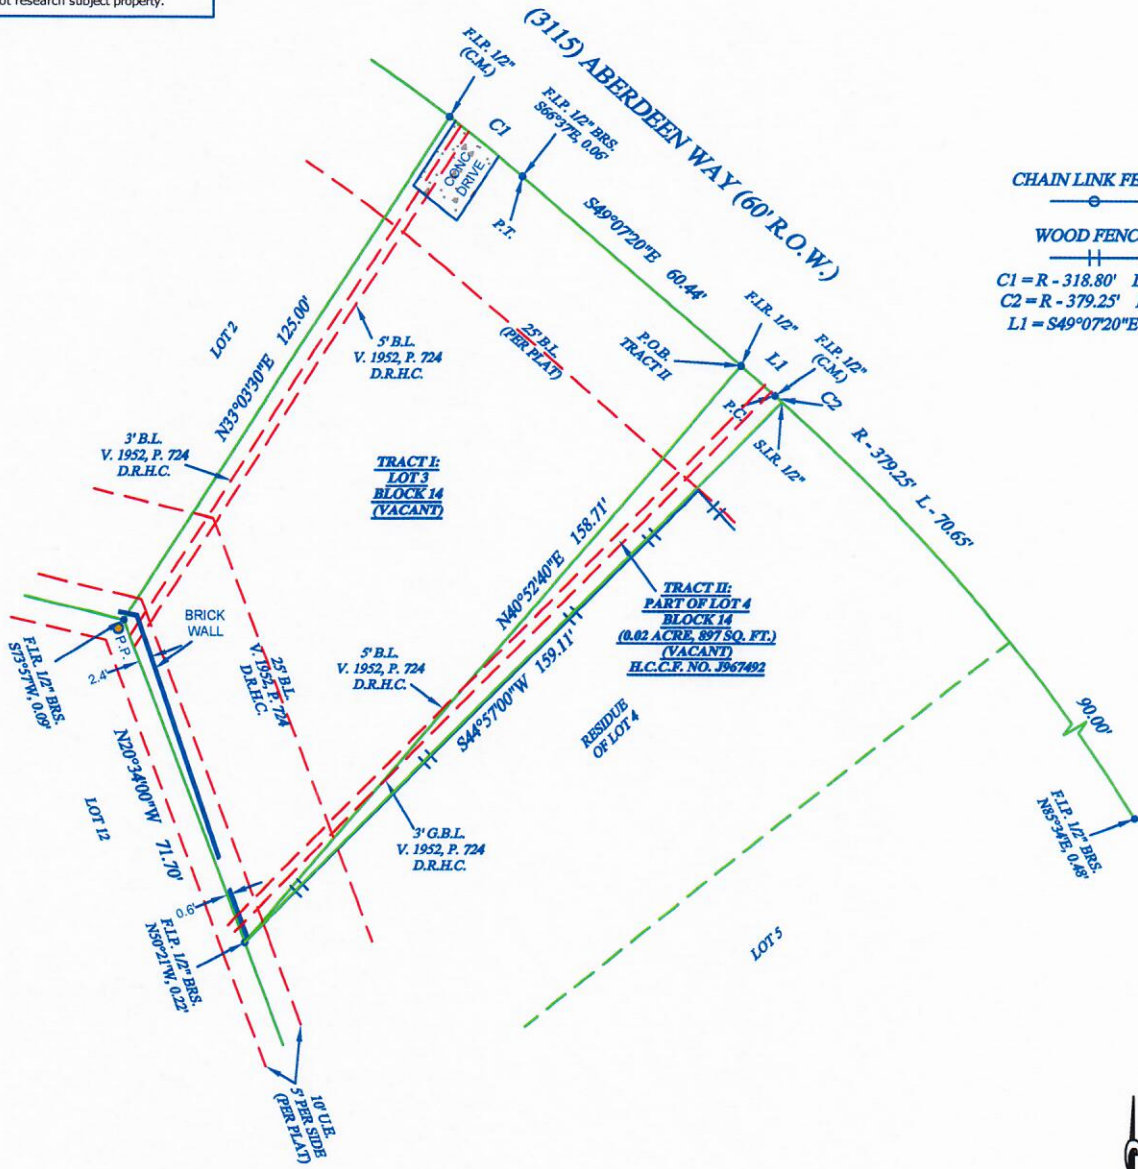 ot research subject property.
(3115) ABERDEEN WAY (60' R.O.W.)
F.I.P. 1/2"
(C.M.)
C1
F.I.P. 1/2" BRS.
S66°37'E, 0.06'
CONC.
DRIVE
P.T.
S49°07'20"E 60.44'
CHAIN LINK FE
WOOD FENC
C1 = R - 318.80'
C2 = R - 379.25'
L1 = S49°07'20"E
F.I.R. 1/2"
P.O.B.
TRACT II
L1
F.I.P. 1/2"
(C.M.)
P.C.
C2
S.I.R. 1/2"
R - 379.25' L - 70.65'
25' B.L.
(PER PLAT)
LOT 2
N33°03'30"E 125.00'
5' B.L.
V. 1952, P. 724
D.R.H.C.
3' B.L.
V. 1952, P. 724
D.R.H.C.
TRACT I:
LOT 3
BLOCK 14
(VACANT)
N40°52'40"E 158.71'
TRACT II:
PART OF LOT 4
BLOCK 14
(0.02 ACRE, 897 SQ. FT.)
(VACANT)
H.C.C.F. NO. J967492
BRICK
WALL
P.P.
F.I.R. 1/2" BRS.
S73°57'W, 0.09'
2.4'
25' B.L.
V. 1952, P. 724
D.R.H.C.
5' B.L.
V. 1952, P. 724
D.R.H.C.
S44°57'00"W 159.11'
RESIDUE
OF LOT 4
90.00'
F.I.P. 1/2" BRS.
N85°34'E, 0.48'
N20°34'00"W 71.70'
LOT 12
3' G.B.L.
V. 1952, P. 724
D.R.H.C.
0.6'
F.I.P. 1/2" BRS.
N50°21'W, 0.22'
LOT 5
10' U.E.
5' PER SIDE
(PER PLAT)